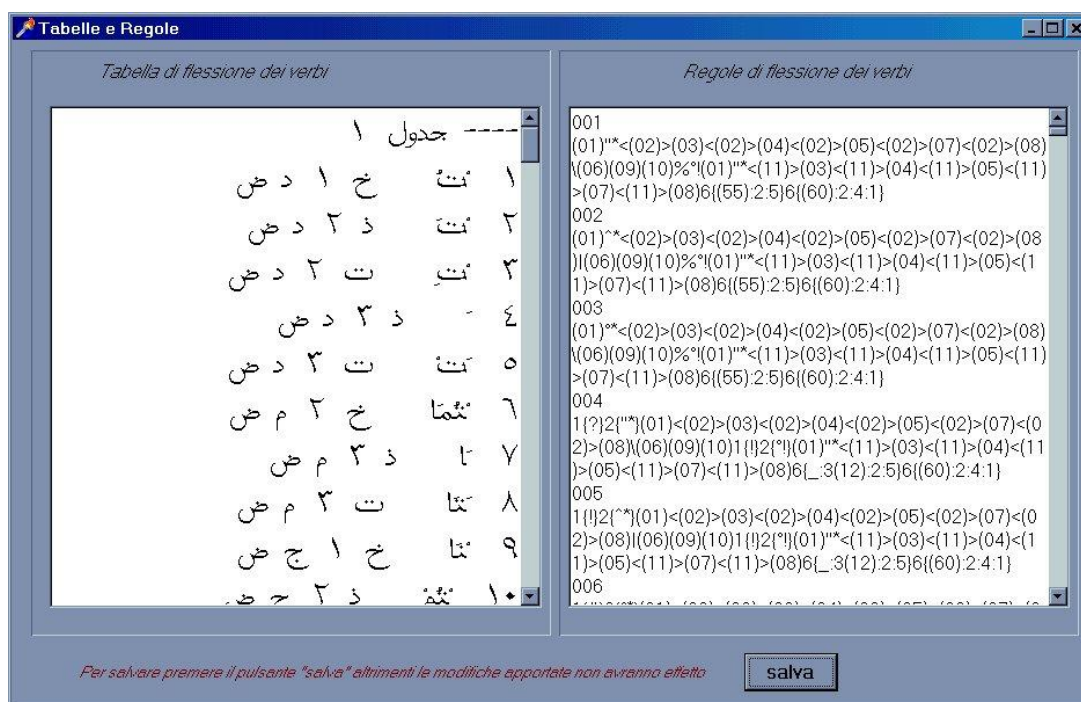 Tabelle e Regole
Tabella di flessione dei verbi
---- جدول ١
١ ْتُ خ ١ د ض
٢ ْتَ ذ ٢ د ض
٣ ْتِ ت ٢ د ض
٤ َ ذ ٣ د ض
٥ َتْ ت ٣ د ض
٦ ْتُمَا خ ٢ م ض
٧ َا ذ ٣ م ض
٨ َتَا ت ٣ م ض
٩ ْنَا خ ١ ج ض
١٠ ْتُمْ ذ ٢ ج ض
Regole di flessione dei verbi
001
(01)"*<(02)>(03)<(02)>(04)<(02)>(05)<(02)>(07)<(02)>(08)
\(06)(09)(10)%°!(01)"*<(11)>(03)<(11)>(04)<(11)>(05)<(11)
>(07)<(11)>(08)6{(55):2:5}6{(60):2:4:1}
002
(01)^*<(02)>(03)<(02)>(04)<(02)>(05)<(02)>(07)<(02)>(08
)|(06)(09)(10)%°!(01)"*<(11)>(03)<(11)>(04)<(11)>(05)<(1
1)>(07)<(11)>(08)6{(55):2:5}6{(60):2:4:1}
003
(01)°*<(02)>(03)<(02)>(04)<(02)>(05)<(02)>(07)<(02)>(08)
\(06)(09)(10)%°!(01)"*<(11)>(03)<(11)>(04)<(11)>(05)<(11)
>(07)<(11)>(08)6{(55):2:5}6{(60):2:4:1}
004
1{?}2{"*}(01)<(02)>(03)<(02)>(04)<(02)>(05)<(02)>(07)<(0
2)>(08)\(06)(09)(10)1{!}2{°!}(01)"*<(11)>(03)<(11)>(04)<(11
)>(05)<(11)>(07)<(11)>(08)6{_:3(12):2:5}6{(60):2:4:1}
005
1{!}2{^*}(01)<(02)>(03)<(02)>(04)<(02)>(05)<(02)>(07)<(0
2)>(08)|(06)(09)(10)1{!}2{°!}(01)"*<(11)>(03)<(11)>(04)<(1
1)>(05)<(11)>(07)<(11)>(08)6{_:3(12):2:5}6{(60):2:4:1}
006
Per salvare premere il pulsante "salva" altrimenti le modifiche apportate non avranno effetto
salva